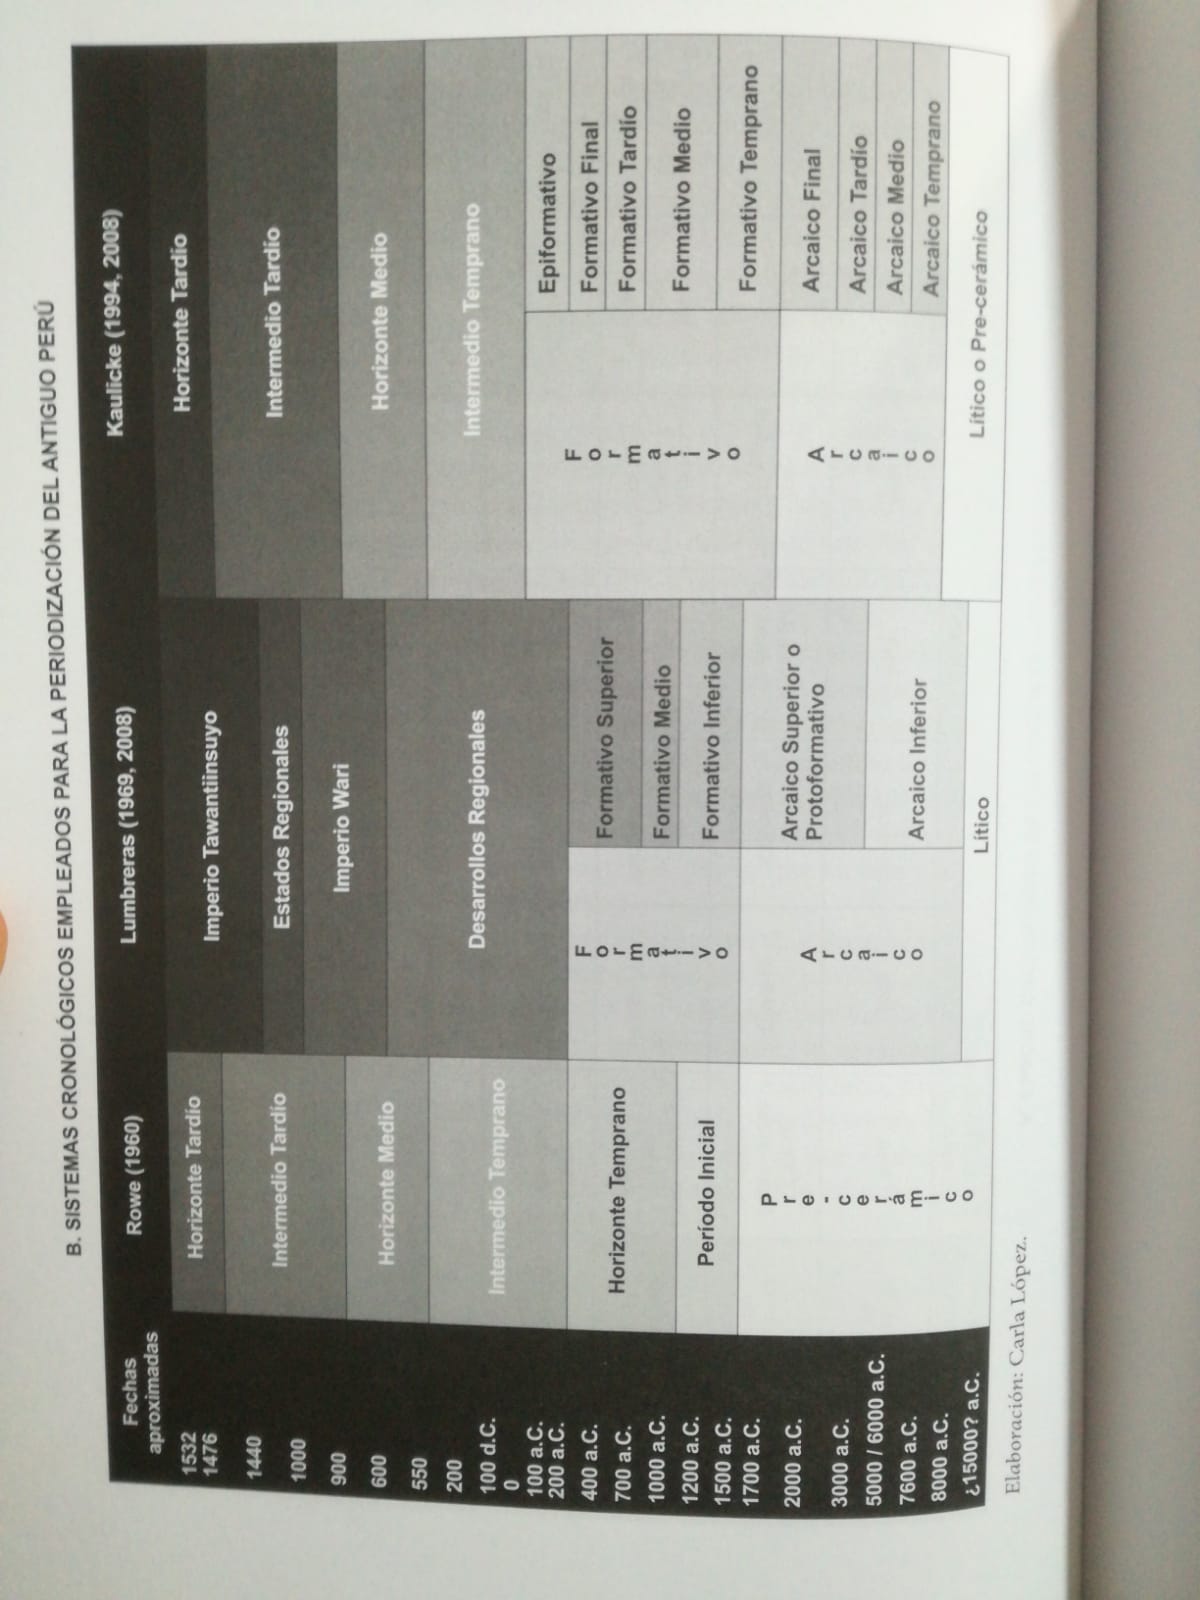 B. SISTEMAS CRONOLÓGICOS EMPLEADOS PARA LA PERIODIZACIÓN DEL ANTIGUO PERÚ
Fechas
aproximadas
Rowe (1960)
Lumbreras (1969, 2008)
Kaulicke (1994, 2008)
1532
1476
1440
1000
900
600
550
200
100 d.C.
0
100 a.C.
200 a.C.
400 a.C.
700 a.C.
1000 a.C.
1200 a.C.
1500 a.C.
1700 a.C.
2000 a.C.
3000 a.C.
5000 / 6000 a.C.
7600 a.C.
8000 a.C.
¿15000? a.C.
Horizonte Tardío
Intermedio Tardío
Horizonte Medio
Intermedio Temprano
Horizonte Temprano
Período Inicial
Pre-cerámico
Imperio Tawantiinsuyo
Estados Regionales
Imperio Wari
Desarrollos Regionales
Formativo
Formativo Superior
Formativo Medio
Formativo Inferior
Arcaico
Arcaico Superior o
Protoformativo
Arcaico Inferior
Lítico
Horizonte Tardío
Intermedio Tardío
Horizonte Medio
Intermedio Temprano
Formativo
Epiformativo
Formativo Final
Formativo Tardío
Formativo Medio
Formativo Temprano
Arcaico
Arcaico Final
Arcaico Tardío
Arcaico Medio
Arcaico Temprano
Lítico o Pre-cerámico
Elaboración: Carla López.